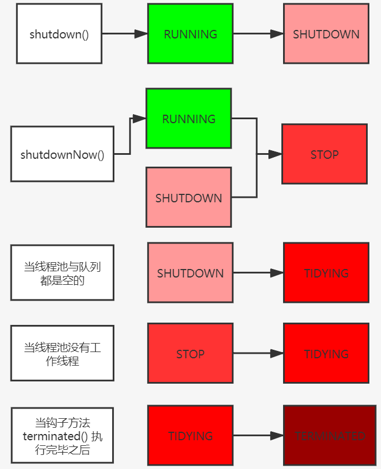 shutdown()
RUNNING
SHUTDOWN
shutdownNow()
RUNNING
SHUTDOWN
STOP
当线程池与队列
都是空的
SHUTDOWN
TIDYING
当线程池没有工
作线程
STOP
TIDYING
当钩子方法
terminated() 执
行完毕之后
TIDYING
TERMINATED